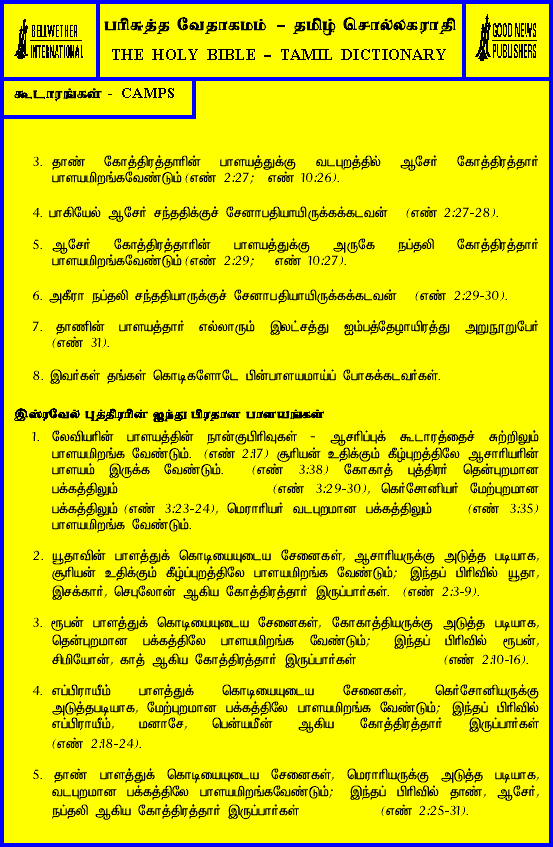 BELLWETHER
INTERNATIONAL
பரிசுத்த வேதாகமம் – தமிழ் சொல்லகராதி
THE HOLY BIBLE – TAMIL DICTIONARY
GOOD NEWS
PUBLISHERS
கூடாரங்கள் - CAMPS
3. தாண் கோத்திரத்தாரின் பாளயத்துக்கு வடபுறத்தில் ஆசேர் கோத்திரத்தார்
பாளயமிறங்கவேண்டும் (எண் 2:27; எண் 10:26).
4. பாகியேல் ஆசேர் சந்ததிக்குச் சேனாபதியாயிருக்கக்கடவன் (எண் 2:27-28).
5. ஆசேர் கோத்திரத்தாரின் பாளயத்துக்கு அருகே நப்தலி கோத்திரத்தார்
பாளயமிறங்கவேண்டும் (எண் 2:29; எண் 10:27).
6. அகீரா நப்தலி சந்ததியாருக்குச் சேனாபதியாயிருக்கக்கடவன் (எண் 2:29-30).
7. தாணின் பாளயத்தார் எல்லாரும் இலட்சத்து ஐம்பத்தேழாயிரத்து அறுநூறுபேர்
(எண் 31).
8. இவர்கள் தங்கள் கொடிகளோடே பின்பாளயமாய்ப் போகக்கடவர்கள்.
இஸ்ரவேல் புத்திரரின் ஐந்து பிரதான பாளயங்கள்
1. லேவியரின் பாளயத்தின் நான்குபிரிவுகள் – ஆசரிப்புக் கூடாரத்தைச் சுற்றிலும்
பாளயமிறங்க வேண்டும். (எண் 2:17) சூரியன் உதிக்கும் கீழ்புறத்திலே ஆசாரியரின்
பாளயம் இருக்க வேண்டும். (எண் 3:38) கோகாத் புத்திரர் தென்புறமான
பக்கத்திலும் (எண் 3:29-30), கெர்சோனியர் மேற்புறமான
பக்கத்திலும் (எண் 3:23-24), மெராரியர் வடபுறமான பக்கத்திலும் (எண் 3:35)
பாளயமிறங்க வேண்டும்.
2. யூதாவின் பாளத்துக் கொடியையுடைய சேனைகள், ஆசாரியருக்கு அடுத்த படியாக,
சூரியன் உதிக்கும் கீழ்ப்புறத்திலே பாளயமிறங்க வேண்டும்; இந்தப் பிரிவில் யூதா,
இசக்கார், செபுலோன் ஆகிய கோத்திரத்தார் இருப்பார்கள். (எண் 2:3-9).
3. ரூபன் பாளத்துக் கொடியையுடைய சேனைகள், கோகாத்தியருக்கு அடுத்த படியாக,
தென்புறமான பக்கத்திலே பாளயமிறங்க வேண்டும்; இந்தப் பிரிவில் ரூபன்,
சிமியோன், காத் ஆகிய கோத்திரத்தார் இருப்பார்கள் (எண் 2:10-16).
4. எப்பிராயீம் பாளத்துக் கொடியையுடைய சேனைகள், கெர்சோனியருக்கு
அடுத்தபடியாக, மேற்புறமான பக்கத்திலே பாளயமிறங்க வேண்டும்; இந்தப் பிரிவில்
எப்பிராயீம், மனாசே, பென்யமீன் ஆகிய கோத்திரத்தார் இருப்பார்கள்
(எண் 2:18-24).
5. தாண் பாளத்துக் கொடியையுடைய சேனைகள், மெராரியருக்கு அடுத்த படியாக,
வடபுறமான பக்கத்திலே பாளயமிறங்கவேண்டும்; இந்தப் பிரிவில் தாண், ஆசேர்,
நப்தலி ஆகிய கோத்திரத்தார் இருப்பார்கள் (எண் 2:25-31).